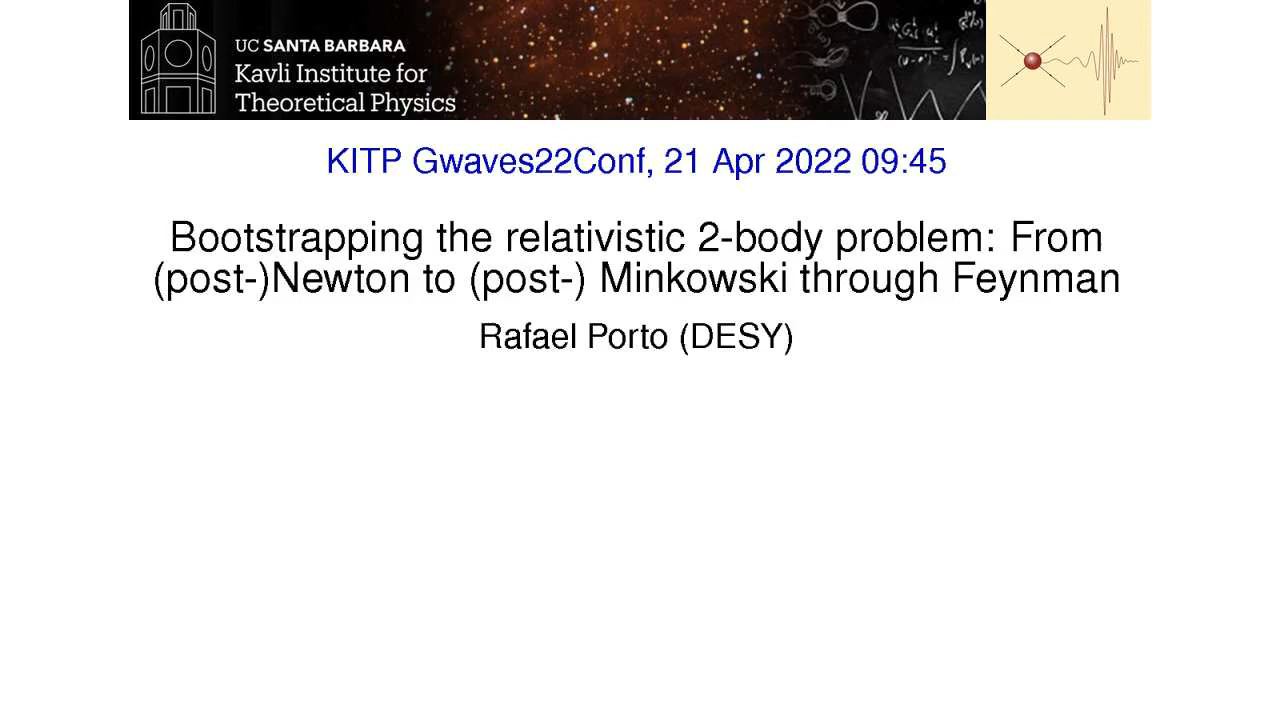 UC SANTA BARBARA
Kavli Institute for
Theoretical Physics
KITP Gwaves22Conf, 21 Apr 2022 09:45
Bootstrapping the relativistic 2-body problem: From
(post-)Newton to (post-) Minkowski through Feynman
Rafael Porto (DESY)